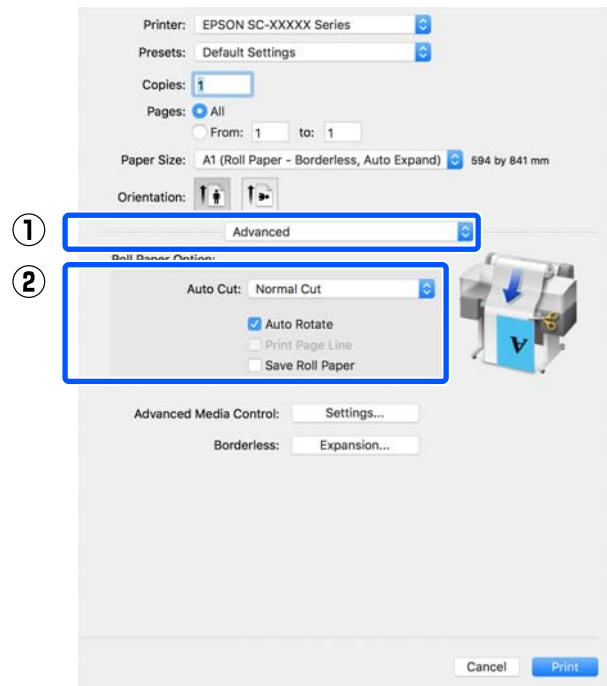 Printer: EPSON SC-XXXXX Series
Presets: Default Settings
Copies: 1
Pages: All
From: 1 to: 1
Paper Size: A1 (Roll Paper - Borderless, Auto Expand) 594 by 841 mm
Orientation:
① Advanced
Roll Paper Option:
② Auto Cut: Normal Cut
Auto Rotate
Print Page Line
Save Roll Paper
A
Advanced Media Control: Settings...
Borderless: Expansion...
Cancel Print